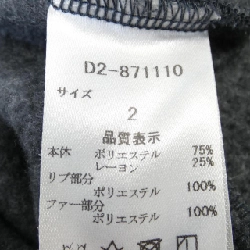 D2-871110
サイズ
2
品質表示
本体 ポリエステル 75%
レーヨン 25%
リブ部分
ポリエステル 100%
ファー部分
ポリエステル 100%